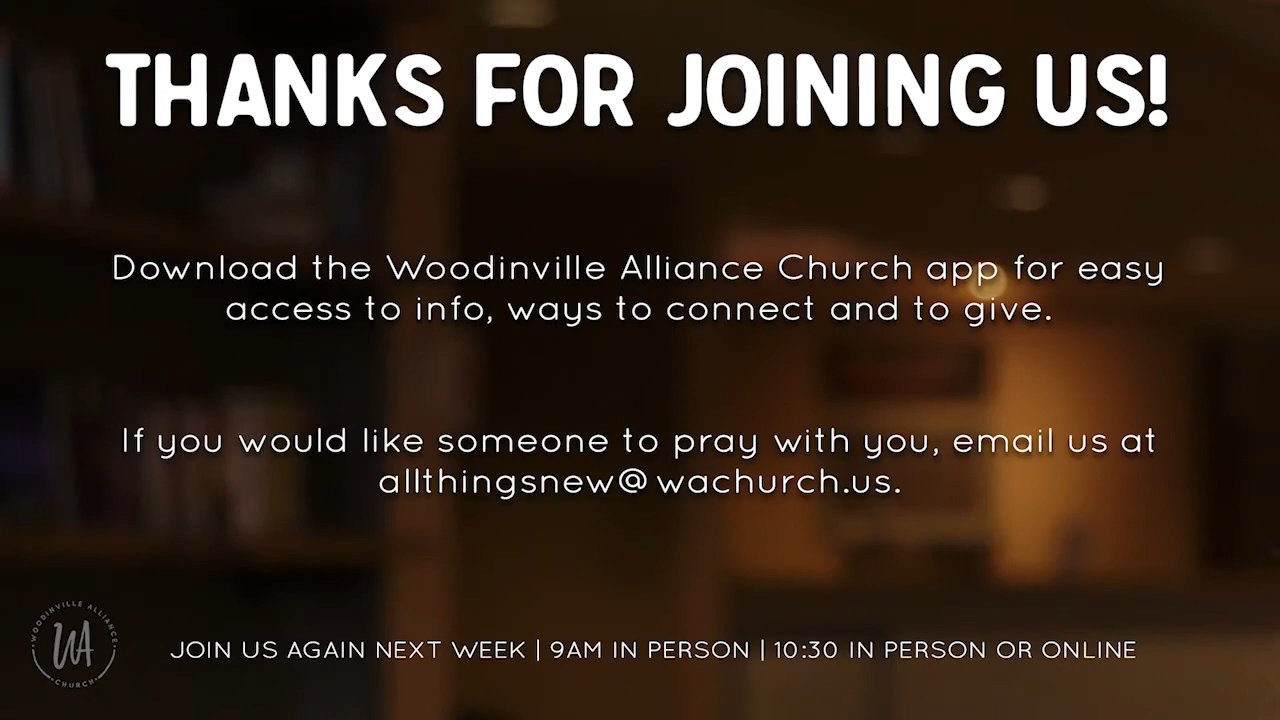 THANKS FOR JOINING US!
Download the Woodinville Alliance Church app for easy
access to info, ways to connect and to give.
If you would like someone to pray with you, email us at
allthingsnew@wachurch.us.
WOODINVILLE ALLIANCE
WA
CHURCH
JOIN US AGAIN NEXT WEEK | 9AM IN PERSON | 10:30 IN PERSON OR ONLINE